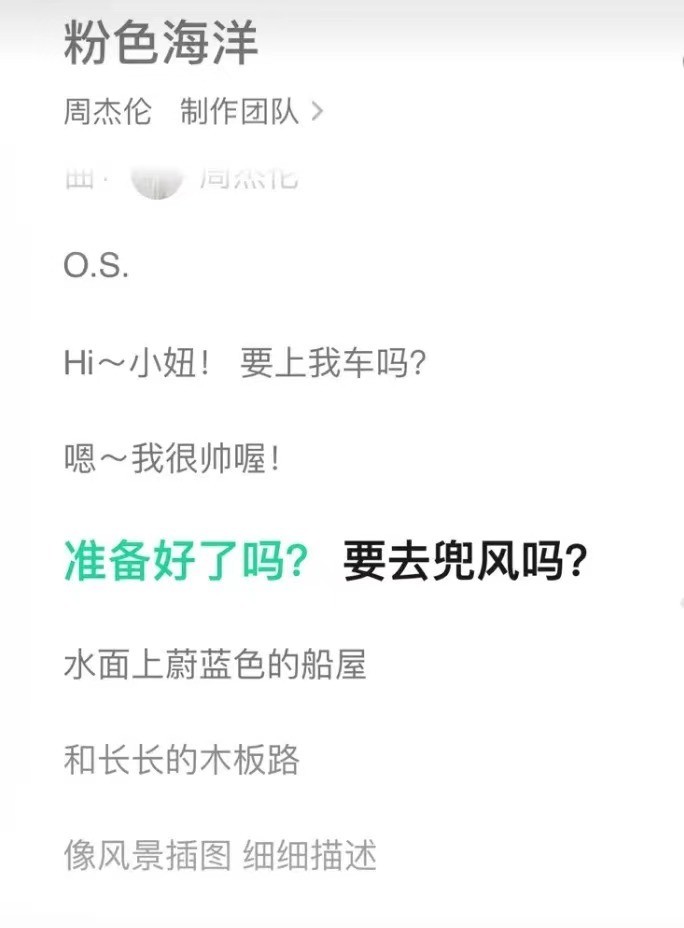 粉色海洋
周杰伦 制作团队 >
曲: 周杰伦
O.S.
Hi～小妞! 要上我车吗?
嗯～我很帅喔!
准备好了吗? 要去兜风吗?
水面上蔚蓝色的船屋
和长长的木板路
像风景插图 细细描述